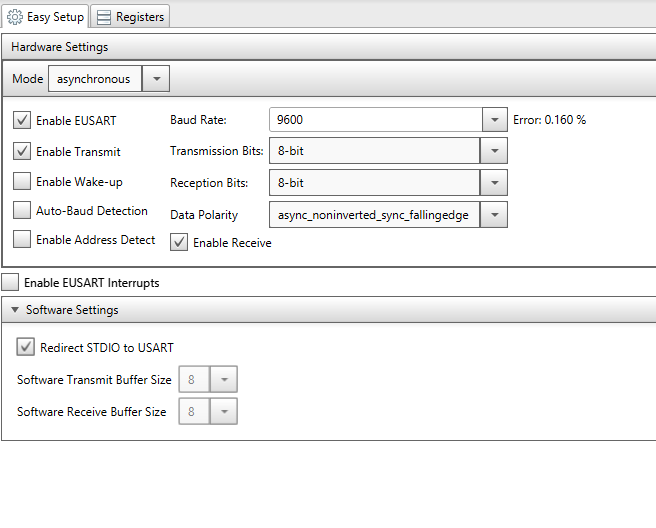 Easy Setup Registers
Hardware Settings
Mode asynchronous
Enable EUSART Baud Rate: 9600 Error: 0.160 %
Enable Transmit Transmission Bits: 8-bit
Enable Wake-up Reception Bits: 8-bit
Auto-Baud Detection Data Polarity async_noninverted_sync_fallingedge
Enable Address Detect Enable Receive
Enable EUSART Interrupts
Software Settings
Redirect STDIO to USART
Software Transmit Buffer Size 8
Software Receive Buffer Size 8